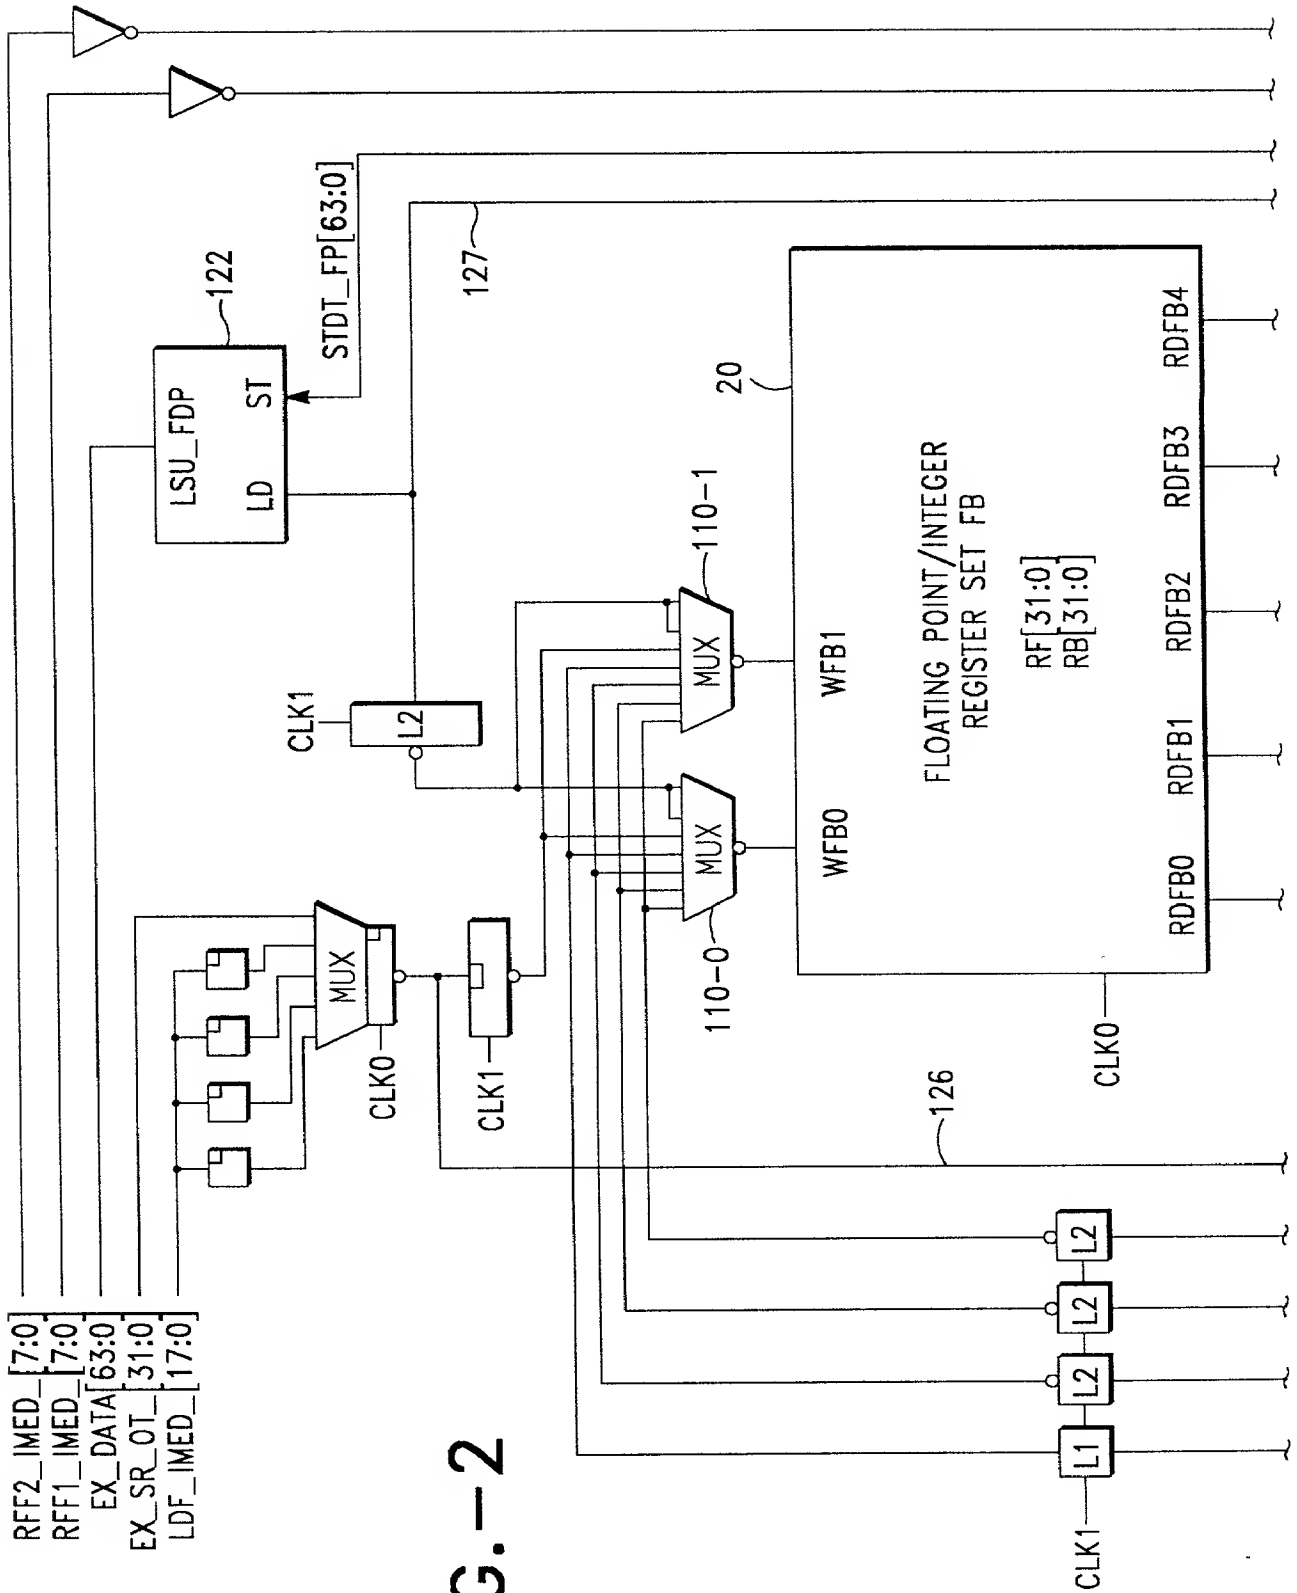 RFF2_IMED_[7:0]
RFF1_IMED_[7:0]
EX_DATA[63:0]
EX_SR_OT_[31:0]
LDF_IMED_[17:0]
MUX
CLK0
CLK1
LSU_FDP
LD
ST
122
STDT_FP[63:0]
127
CLK1
L2
MUX
110-0
MUX
110-1
20
WFB0
WFB1
FLOATING POINT/INTEGER
REGISTER SET FB
RF[31:0]
RB[31:0]
RDFB0
RDFB1
RDFB2
RDFB3
RDFB4
CLK0
126
CLK1
L1
L2
L2
L2
G.-2